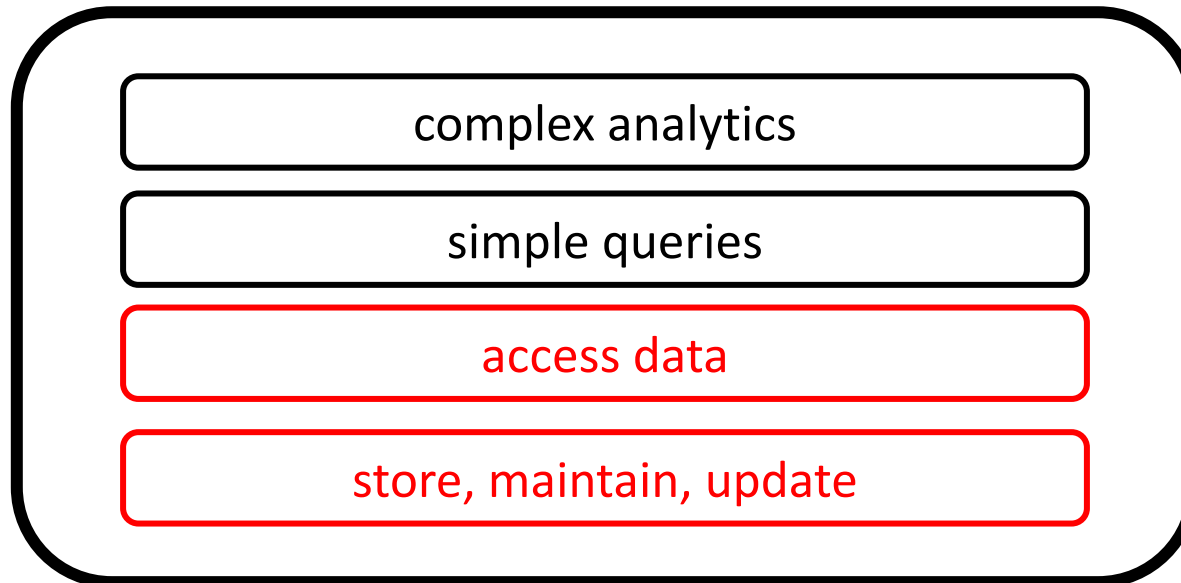 complex analytics
simple queries
access data
store, maintain, update